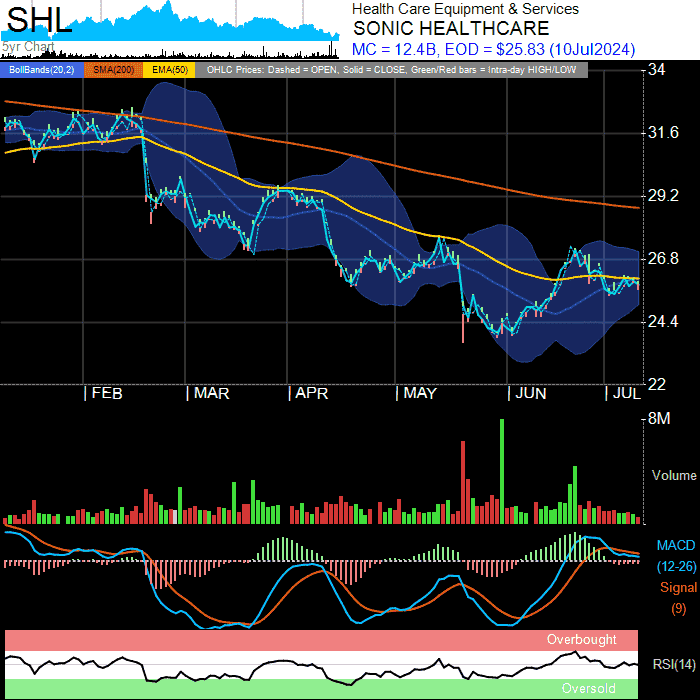 SHL
Health Care Equipment & Services
SONIC HEALTHCARE
5yr Chart
MC = 12.4B, EOD = $25.83 (10Jul2024)
BollBands(20,2) SMA(200) EMA(50) OHLC Prices: Dashed = OPEN, Solid = CLOSE, Green/Red bars = Intra-day HIGH/LOW
34
31.6
29.2
26.8
24.4
22
FEB MAR APR MAY JUN JUL
8M
Volume
MACD
(12-26)
Signal
(9)
Overbought
RSI(14)
Oversold